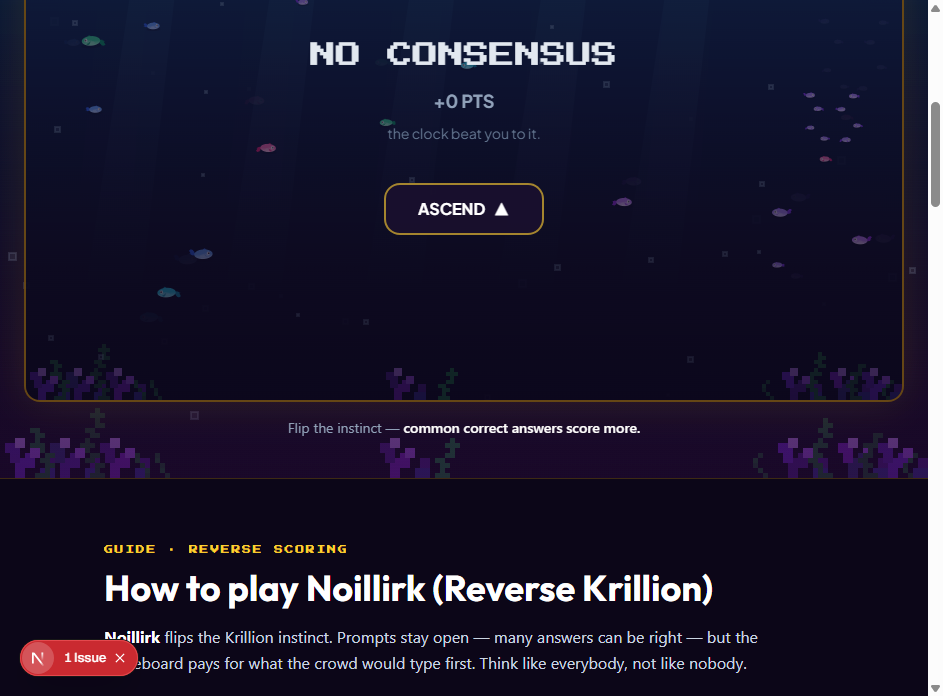 NO CONSENSUS
+0 PTS
the clock beat you to it.
ASCEND ▲
Flip the instinct — common correct answers score more.
GUIDE · REVERSE SCORING
How to play Noillirk (Reverse Krillion)
Noillirk flips the Krillion instinct. Prompts stay open — many answers can be right — but the
eboard pays for what the crowd would type first. Think like everybody, not like nobody.
N 1 Issue ×